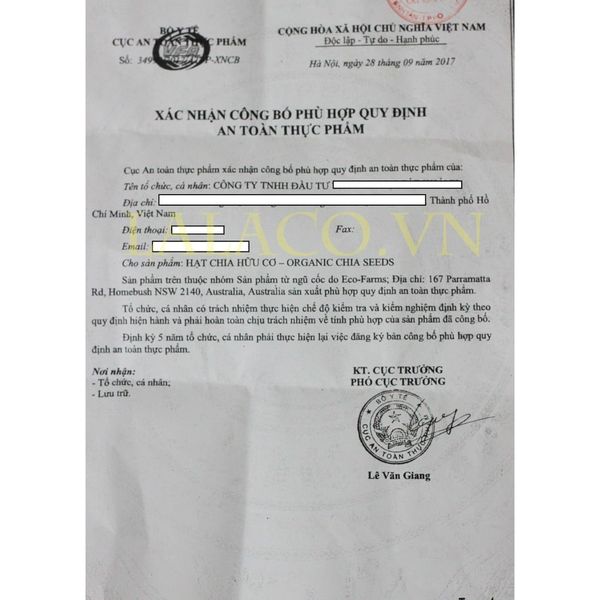 BỘ Y TẾ
CỤC AN TOÀN THỰC PHẨM
Số: 349 P-XNCB
CỘNG HÒA XÃ HỘI CHỦ NGHĨA VIỆT NAM
Độc lập - Tự do - Hạnh phúc
Hà Nội, ngày 28 tháng 09 năm 2017
XÁC NHẬN CÔNG BỐ PHÙ HỢP QUY ĐỊNH
AN TOÀN THỰC PHẨM
Cục An toàn thực phẩm xác nhận công bố phù hợp quy định an toàn thực phẩm của:
Tên tổ chức, cá nhân: CÔNG TY TNHH ĐẦU TƯ
Địa chỉ: Thành phố Hồ
Chí Minh, Việt Nam
Điện thoại: Fax:
Email:
LALACO.VN
Cho sản phẩm: HẠT CHIA HỮU CƠ – ORGANIC CHIA SEEDS
Sản phẩm trên thuộc nhóm Sản phẩm từ ngũ cốc do Eco-Farms; Địa chỉ: 167 Parramatta
Rd, Homebush NSW 2140, Australia, Australia sản xuất phù hợp quy định an toàn thực phẩm.
Tổ chức, cá nhân có trách nhiệm thực hiện chế độ kiểm tra và kiểm nghiệm định kỳ theo
quy định hiện hành và phải hoàn toàn chịu trách nhiệm về tính phù hợp của sản phẩm đã công bố.
Định kỳ 5 năm tổ chức, cá nhân phải thực hiện lại việc đăng ký bản công bố phù hợp quy
định an toàn thực phẩm.
Nơi nhận:
- Tổ chức, cá nhân;
- Lưu trữ.
KT. CỤC TRƯỞNG
PHÓ CỤC TRƯỞNG
BỘ Y TẾ
CỤC AN TOÀN THỰC
Lê Văn Giang